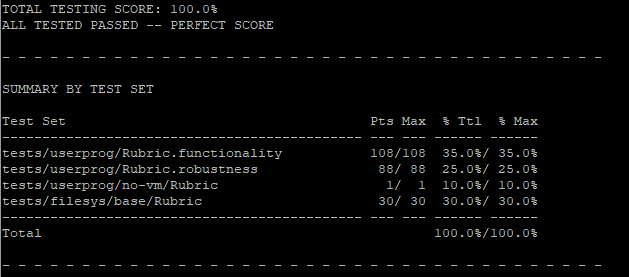 TOTAL TESTING SCORE: 100.0%
ALL TESTED PASSED -- PERFECT SCORE
- - - - - - - - - - - - - - - - - - - - - - - - - - - - - - - - - - - - - -
SUMMARY BY TEST SET
Test Set                                      Pts Max  % Ttl  % Max
--------------------------------------------- --- --- ------ ------
tests/userprog/Rubric.functionality           108/108  35.0%/ 35.0%
tests/userprog/Rubric.robustness               88/ 88  25.0%/ 25.0%
tests/userprog/no-vm/Rubric                     1/  1  10.0%/ 10.0%
tests/filesys/base/Rubric                      30/ 30  30.0%/ 30.0%
--------------------------------------------- --- --- ------ ------
Total                                                 100.0%/100.0%
- - - - - - - - - - - - - - - - - - - - - - - - - - - - - - - - - - - - - -